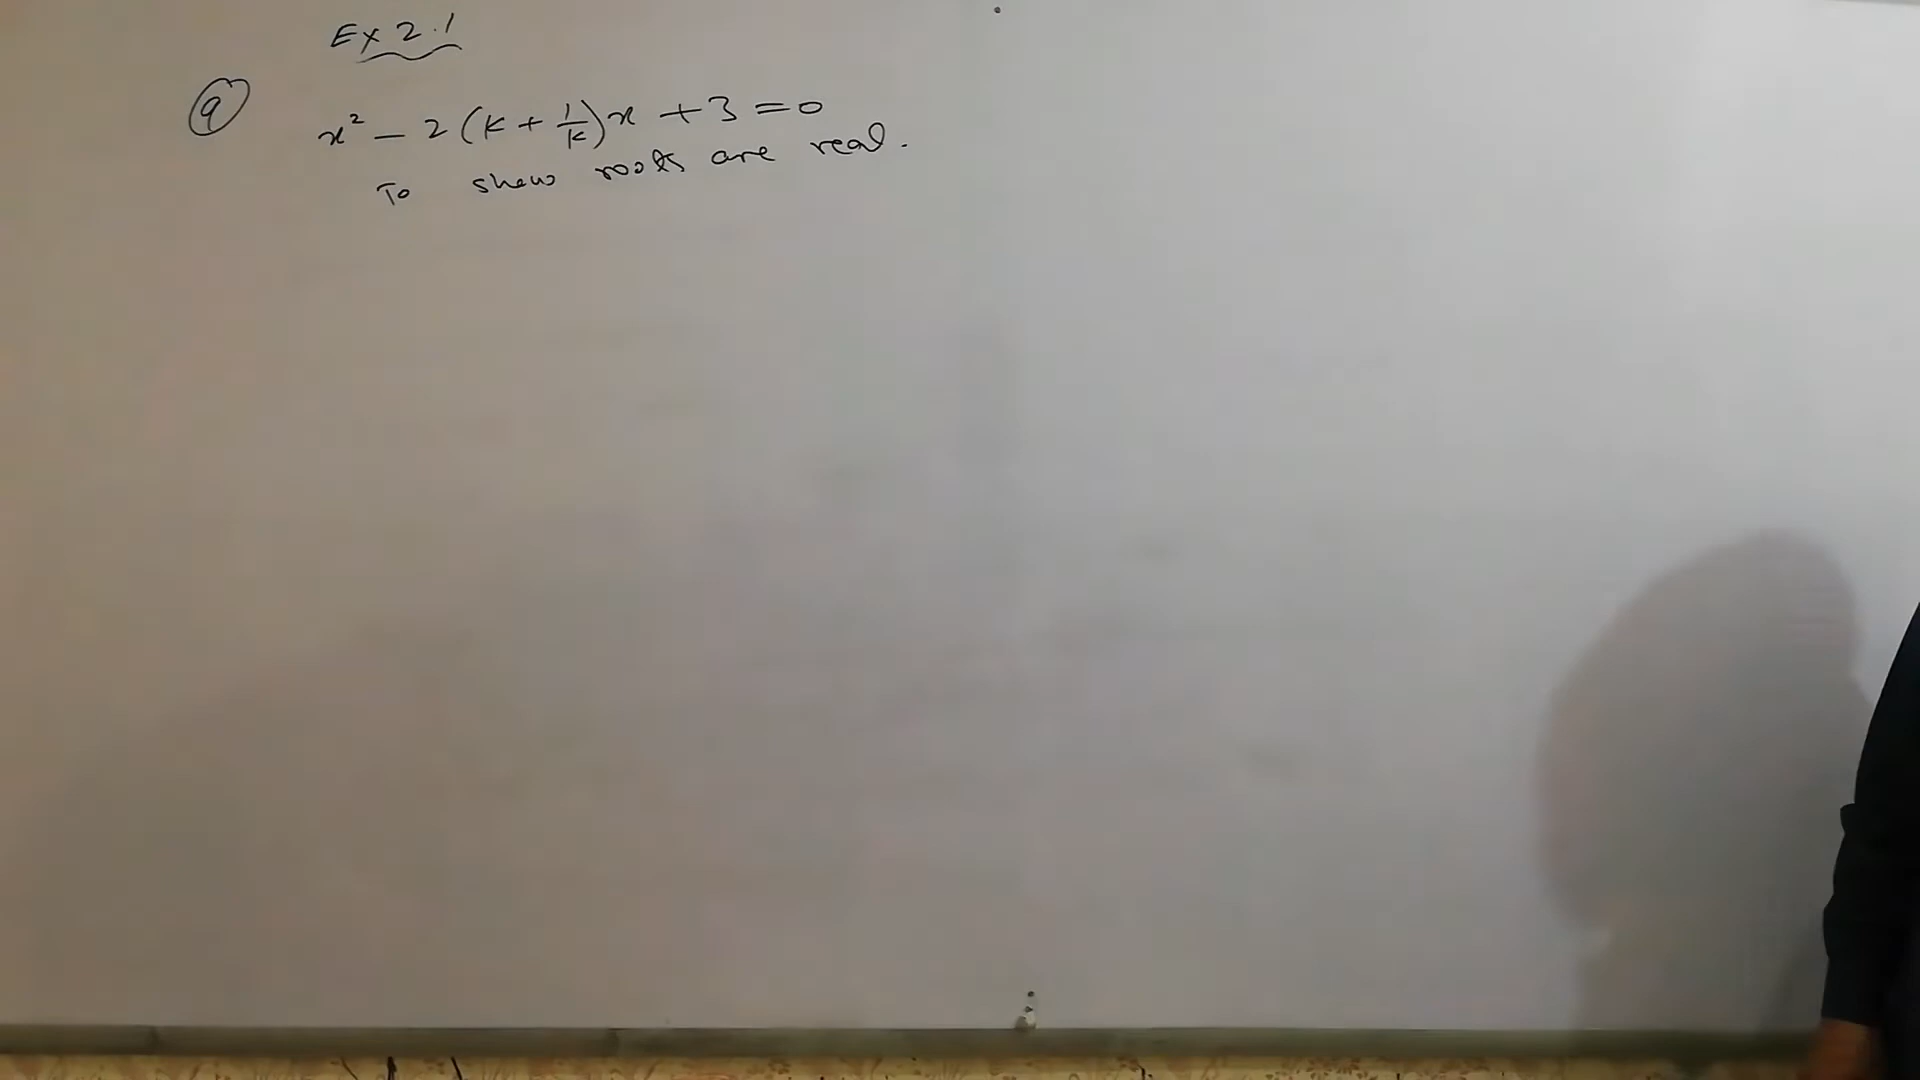 Ex 2.1
9 x² - 2(k + 1/k)x + 3 = 0
To show roots are real.